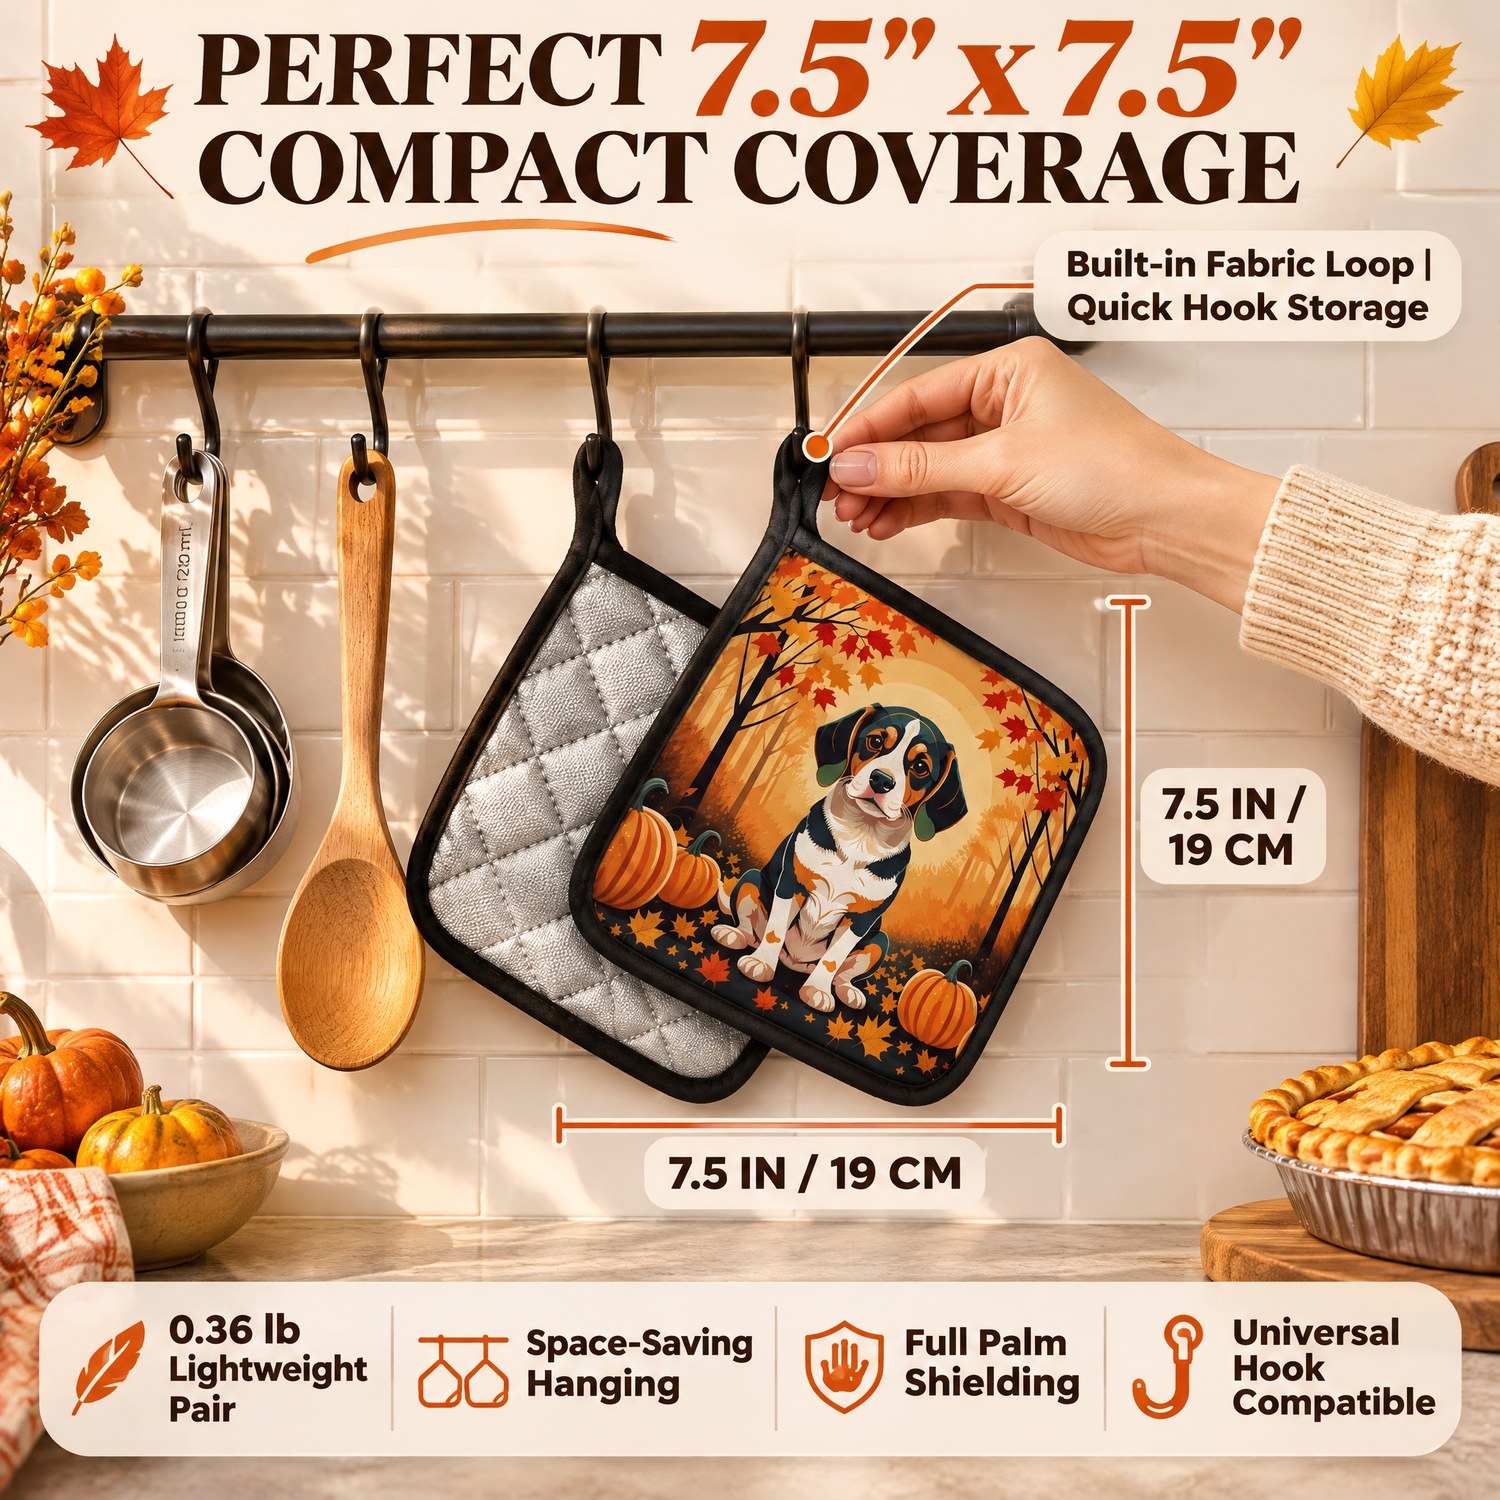 PERFECT 7.5” x 7.5”
COMPACT COVERAGE
Built-in Fabric Loop |
Quick Hook Storage
7.5 IN /
19 CM
7.5 IN / 19 CM
0.36 lb
Lightweight
Pair
Space-Saving
Hanging
Full Palm
Shielding
Universal
Hook
Compatible